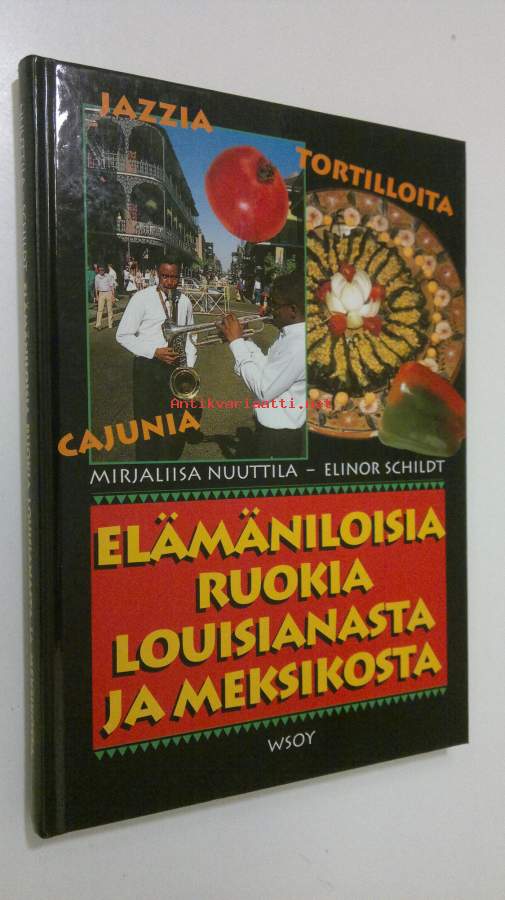 JAZZIA
TORTILLOITA
CAJUNIA
MIRJALIISA NUUTTILA – ELINOR SCHILDT
ELÄMÄNILOISIA
RUOKIA
LOUISIANASTA
JA MEKSIKOSTA
WSOY
Antikvariaatti.net